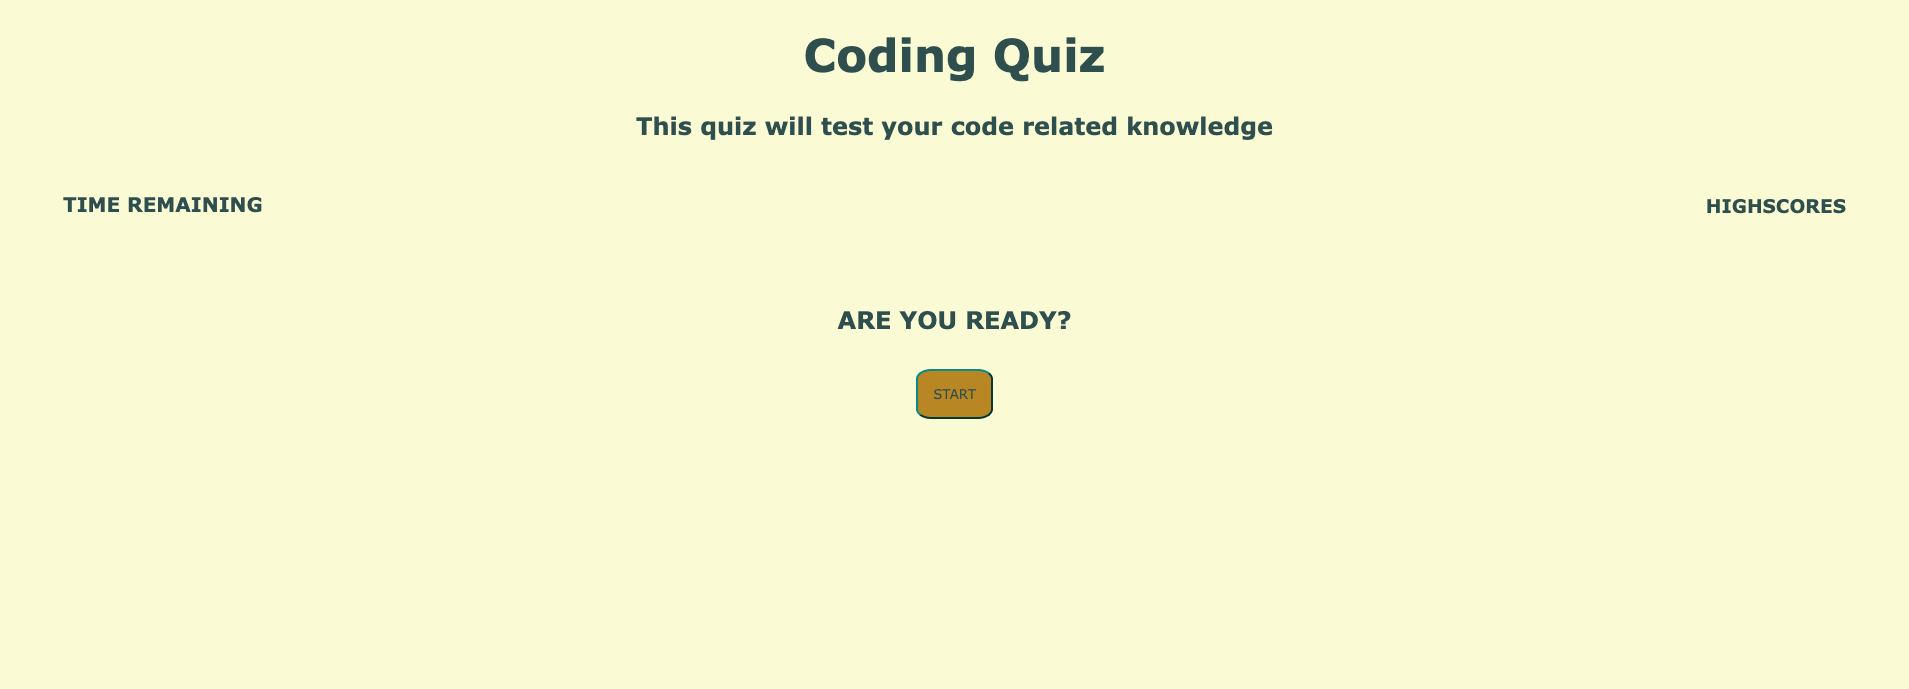 Coding Quiz
This quiz will test your code related knowledge
TIME REMAINING
HIGHSCORES
ARE YOU READY?
START